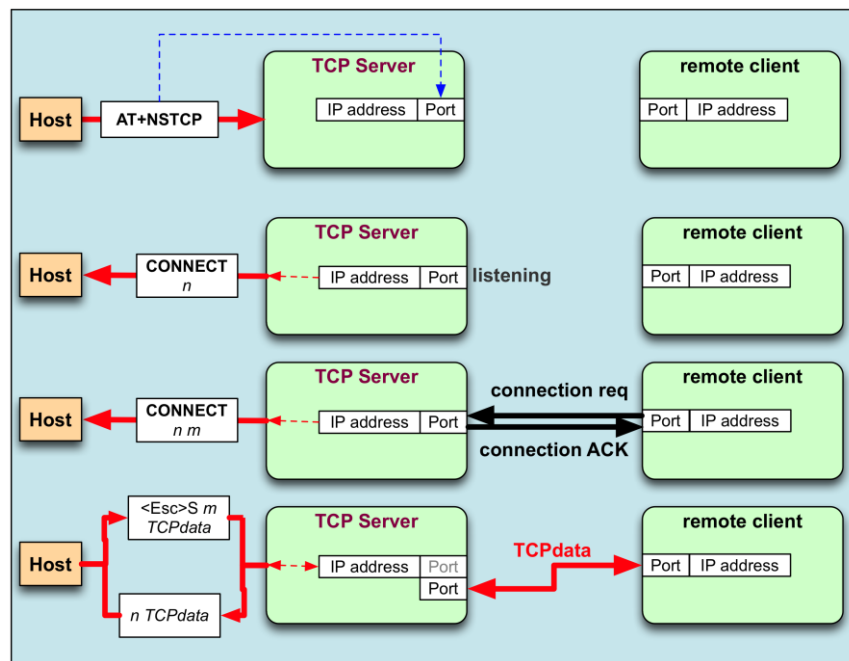 TCP Server
remote client
Host
AT+NSTCP
IP address
Port
Port
IP address
TCP Server
remote client
Host
CONNECT
n
IP address
Port
listening
Port
IP address
TCP Server
remote client
connection req
Host
CONNECT
n m
IP address
Port
Port
IP address
connection ACK
<Esc>S m
TCPdata
TCP Server
remote client
Host
IP address
Port
Port
TCPdata
Port
IP address
n TCPdata